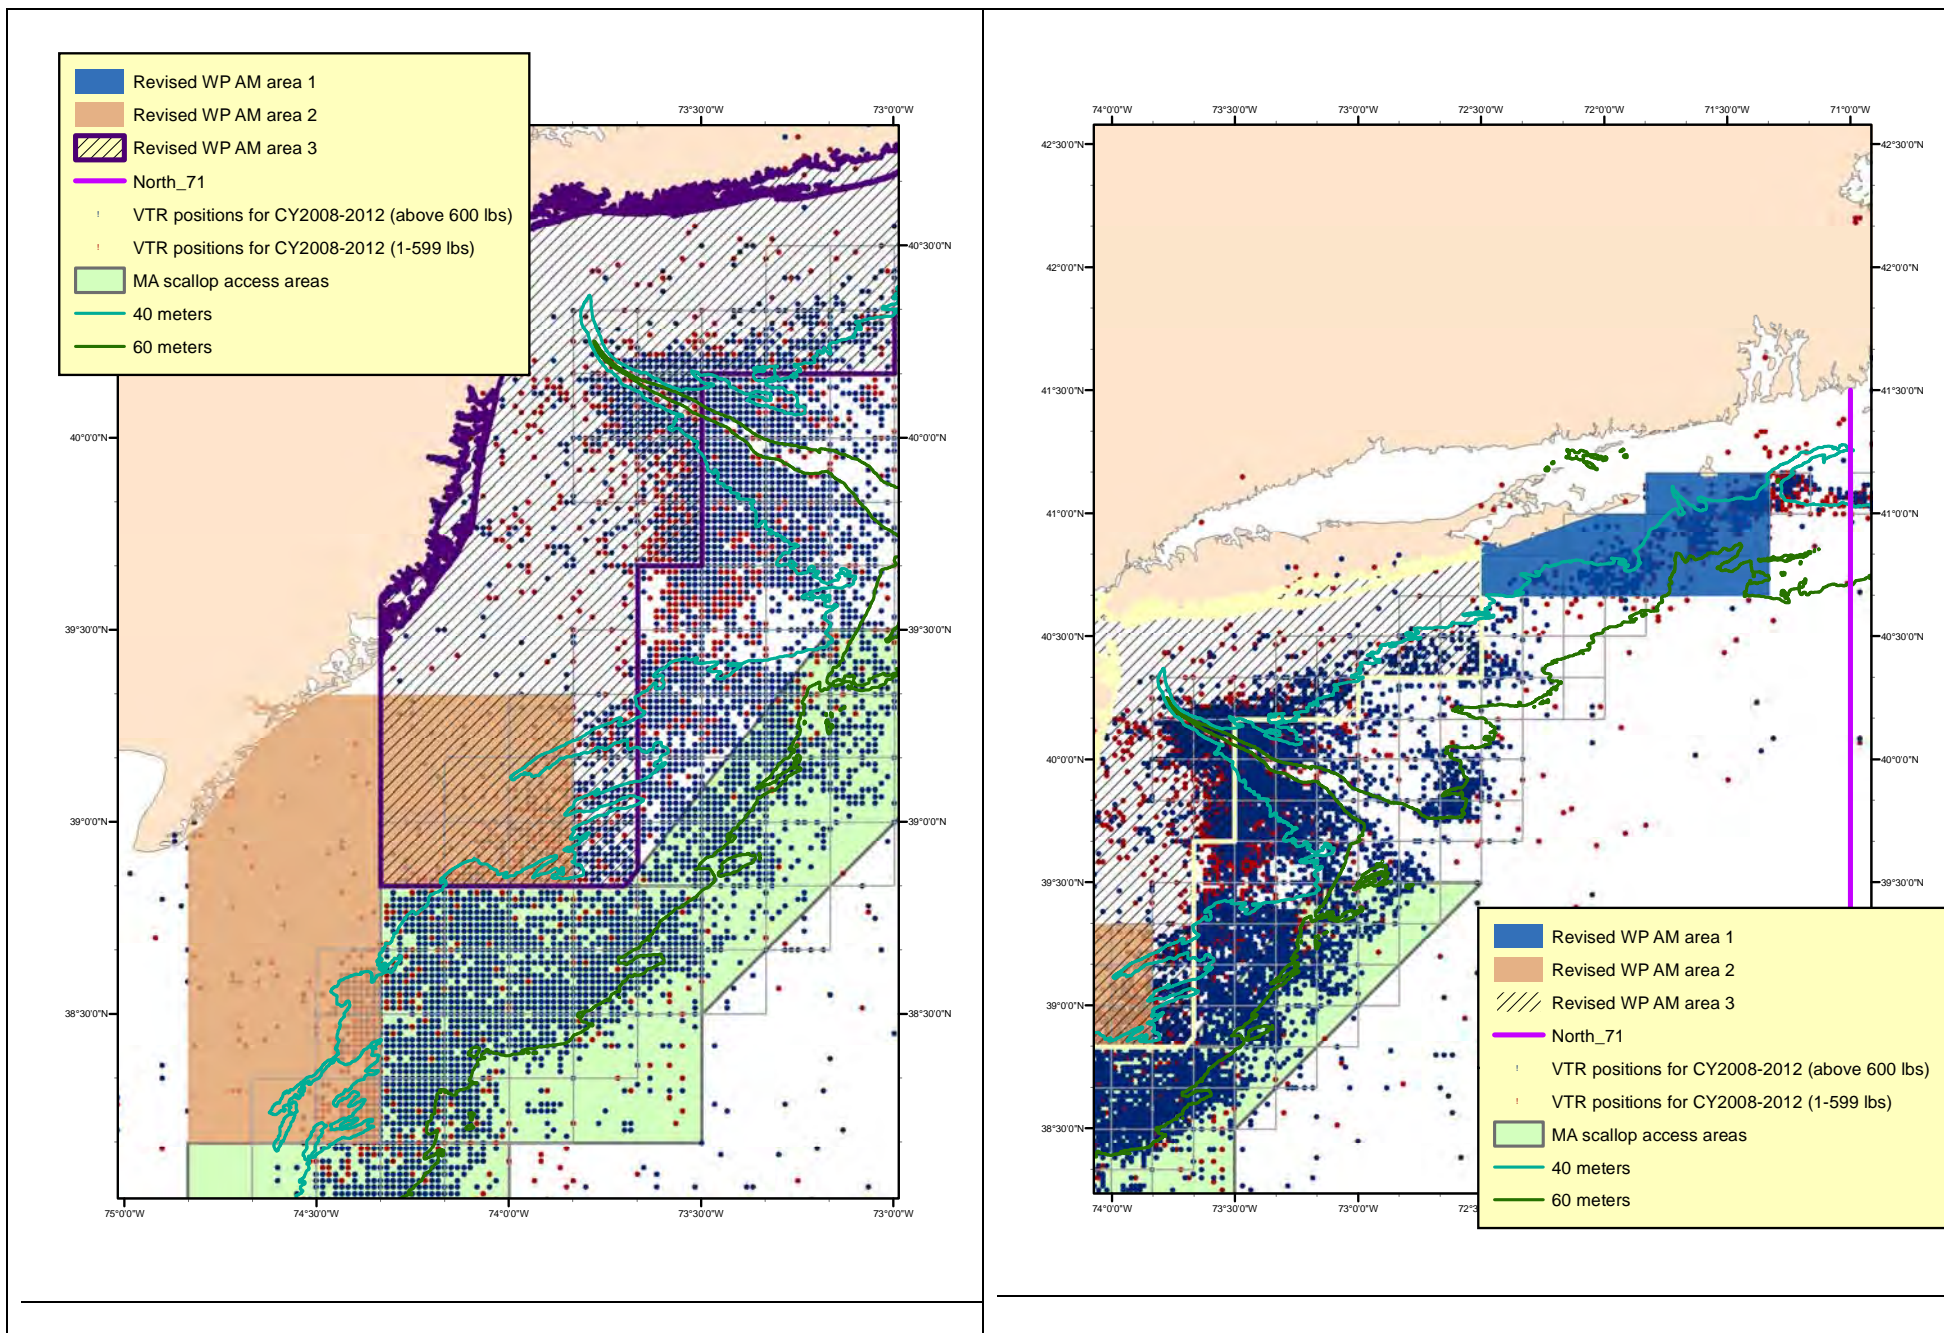 Revised WP AM area 1
Revised WP AM area 2
Revised WP AM area 3
North_71
VTR positions for CY2008-2012 (above 600 lbs)
VTR positions for CY2008-2012 (1-599 lbs)
MA scallop access areas
40 meters
60 meters
73°30'0"W 73°0'0"W
40°30'0"N
40°0'0"N 40°0'0"N
39°30'0"N 39°30'0"N
39°0'0"N 39°0'0"N
38°30'0"N 38°30'0"N
75°0'0"W 74°30'0"W 74°0'0"W 73°30'0"W 73°0'0"W
74°0'0"W 73°30'0"W 73°0'0"W 72°30'0"W 72°0'0"W 71°30'0"W 71°0'0"W
42°30'0"N 42°30'0"N
42°0'0"N 42°0'0"N
41°30'0"N 41°30'0"N
41°0'0"N 41°0'0"N
40°30'0"N 40°30'0"N
40°0'0"N 40°0'0"N
39°30'0"N 39°30'0"N
39°0'0"N
38°30'0"N
74°0'0"W 73°30'0"W 73°0'0"W
Revised WP AM area 1
Revised WP AM area 2
Revised WP AM area 3
North_71
VTR positions for CY2008-2012 (above 600 lbs)
VTR positions for CY2008-2012 (1-599 lbs)
MA scallop access areas
40 meters
60 meters